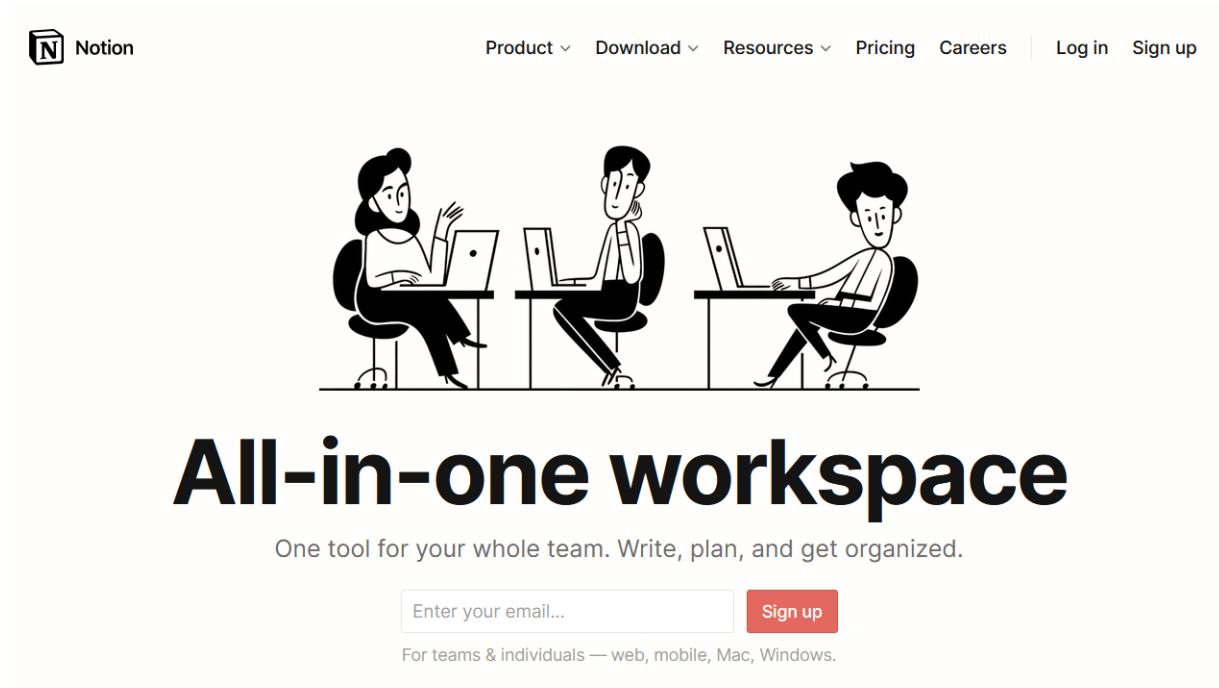 N Notion
Product Download Resources Pricing Careers Log in Sign up
All-in-one workspace
One tool for your whole team. Write, plan, and get organized.
Enter your email... Sign up
For teams & individuals — web, mobile, Mac, Windows.